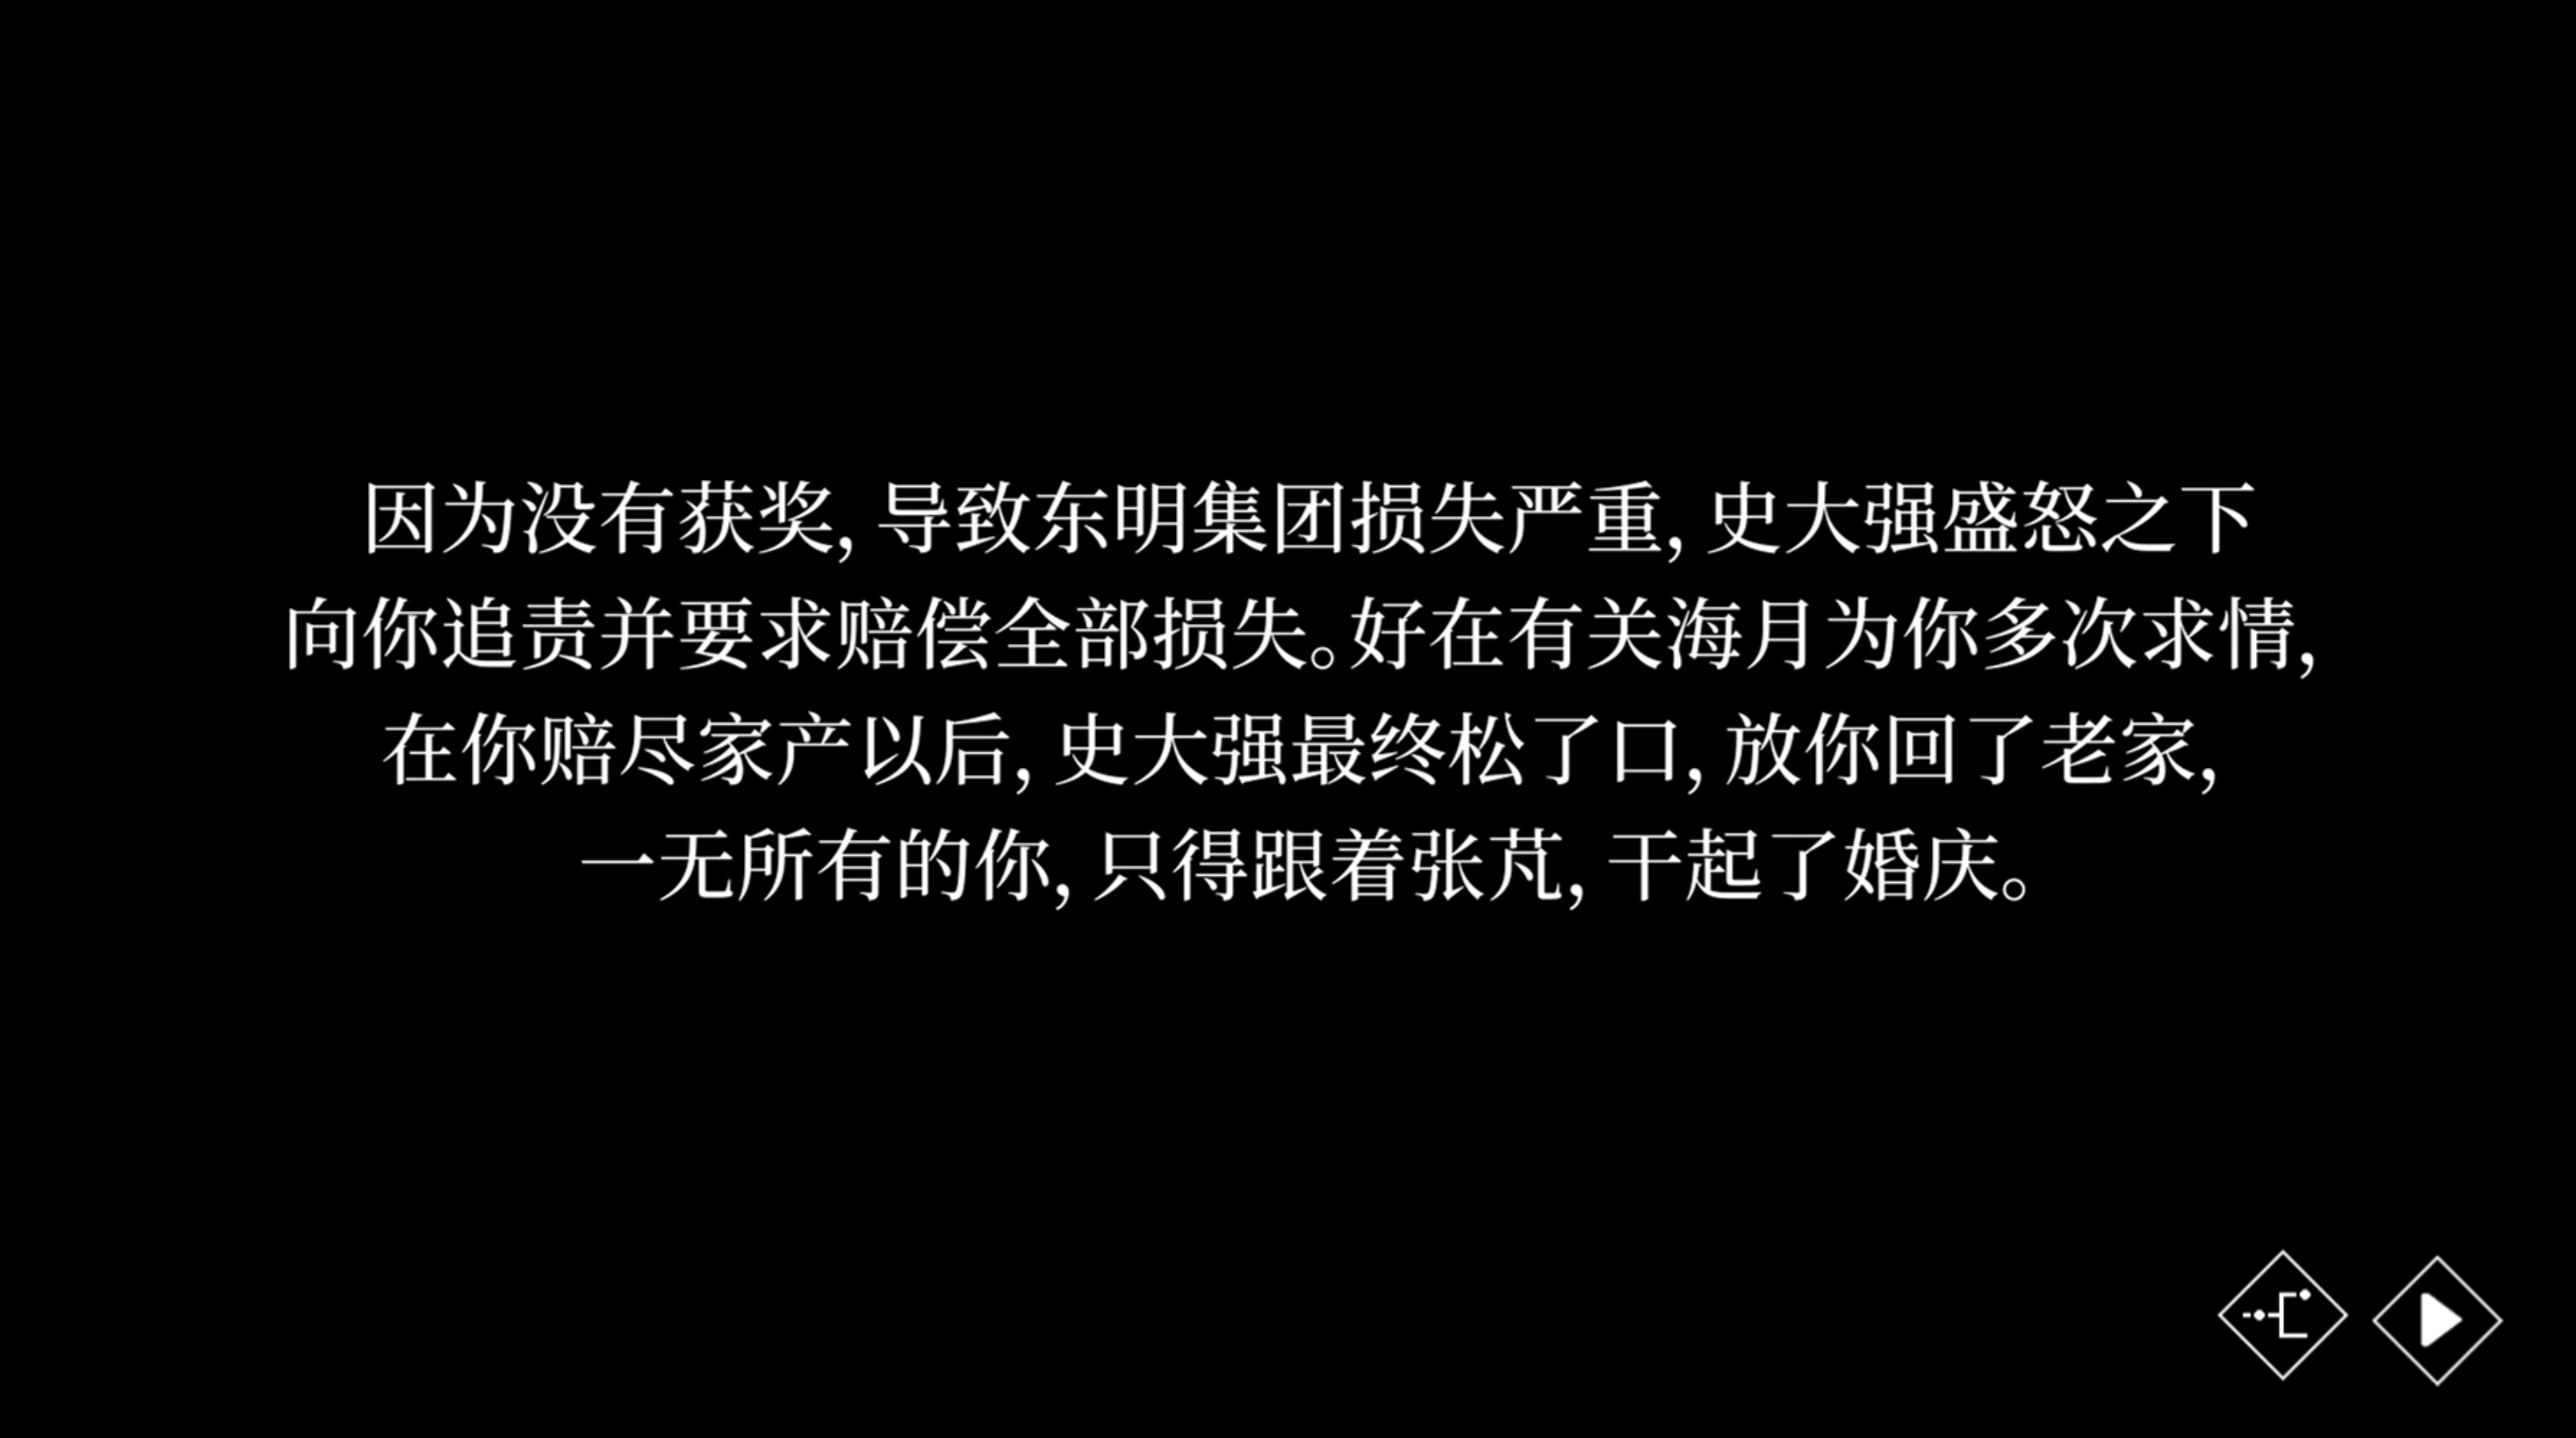 因为没有获奖，导致东明集团损失严重，史大强盛怒之下
向你追责并要求赔偿全部损失。好在有关海月为你多次求情，
在你赔尽家产以后，史大强最终松了口，放你回了老家，
一无所有的你，只得跟着张芃，干起了婚庆。